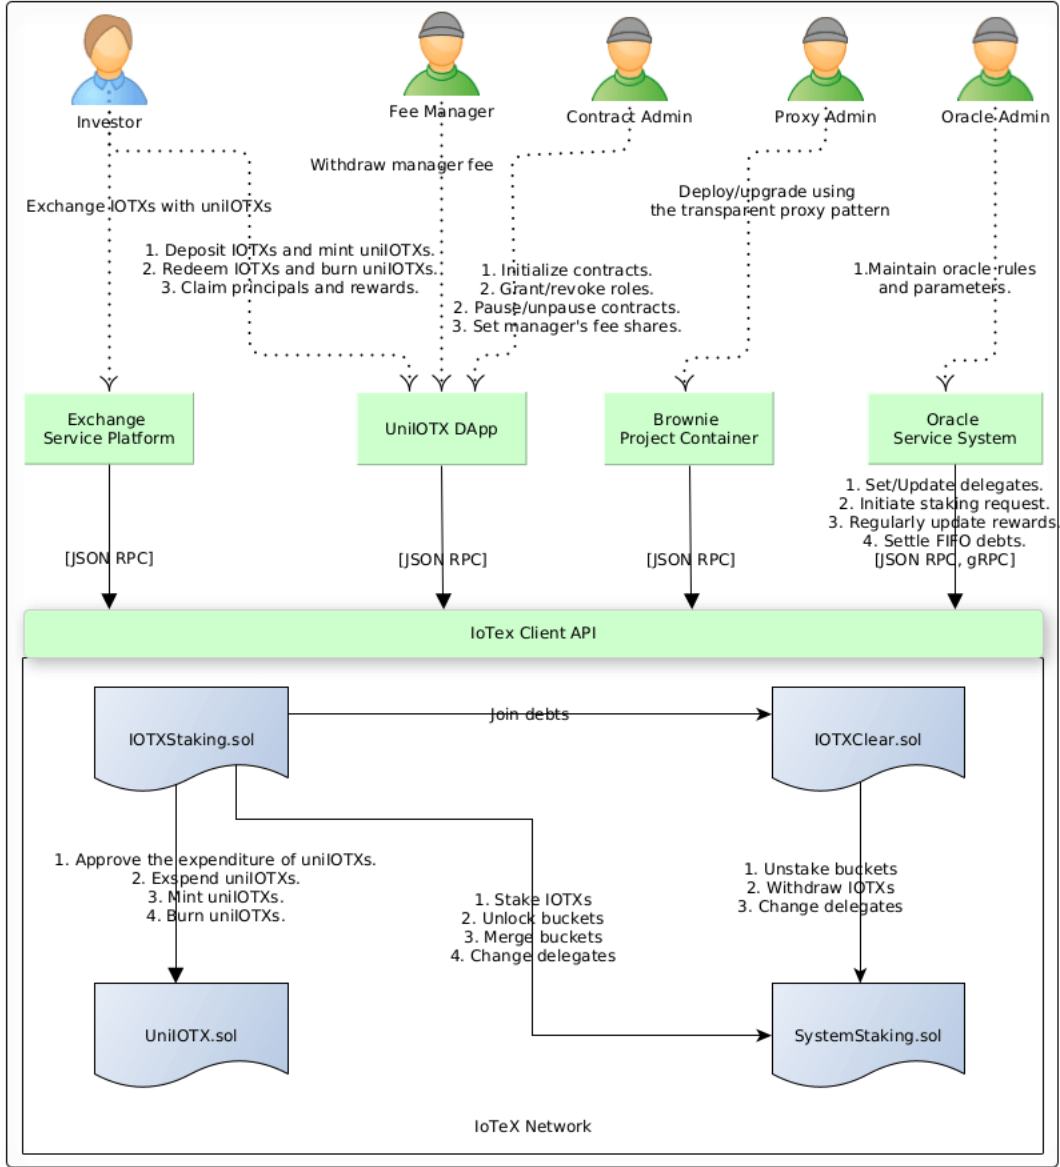 Investor
Fee Manager
Contract Admin
Proxy Admin
Oracle Admin
Withdraw manager fee
Exchange IOTXs with uniIOTXs
Deploy/upgrade using
the transparent proxy pattern
1. Deposit IOTXs and mint uniIOTXs.
2. Redeem IOTXs and burn uniIOTXs.
3. Claim principals and rewards.
1. Initialize contracts.
2. Grant/revoke roles.
2. Pause/unpause contracts.
3. Set manager's fee shares.
1.Maintain oracle rules
and parameters.
Exchange
Service Platform
UniIOTX DApp
Brownie
Project Container
Oracle
Service System
1. Set/Update delegates.
2. Initiate staking request.
3. Regularly update rewards.
4. Settle FIFO debts.
[JSON RPC, gRPC]
[JSON RPC]
[JSON RPC]
[JSON RPC]
IoTex Client API
IOTXStaking.sol
Join debts
IOTXClear.sol
1. Approve the expenditure of uniIOTXs.
2. Exspend uniIOTXs.
3. Mint uniIOTXs.
4. Burn uniIOTXs.
1. Stake IOTXs
2. Unlock buckets
3. Merge buckets
4. Change delegates
1. Unstake buckets
2. Withdraw IOTXs
3. Change delegates
UniIOTX.sol
SystemStaking.sol
IoTeX Network